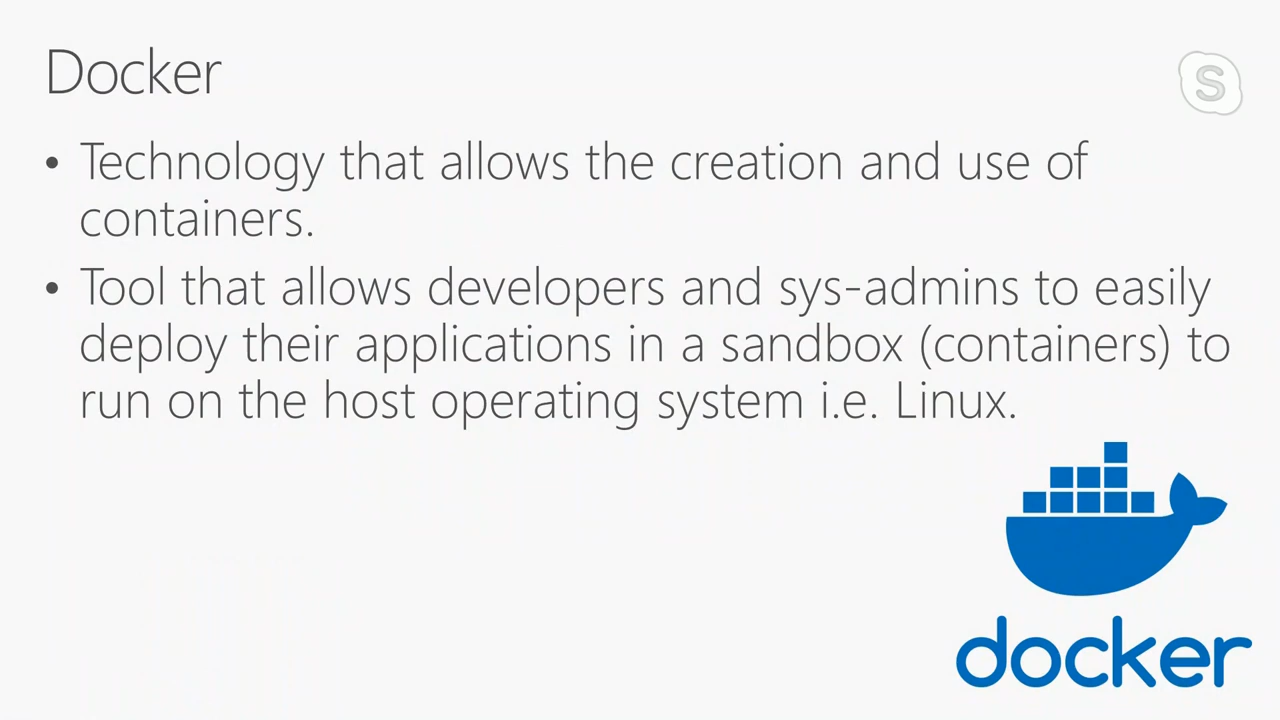 Docker
S
• Technology that allows the creation and use of
containers.
• Tool that allows developers and sys-admins to easily
deploy their applications in a sandbox (containers) to
run on the host operating system i.e. Linux.
docker